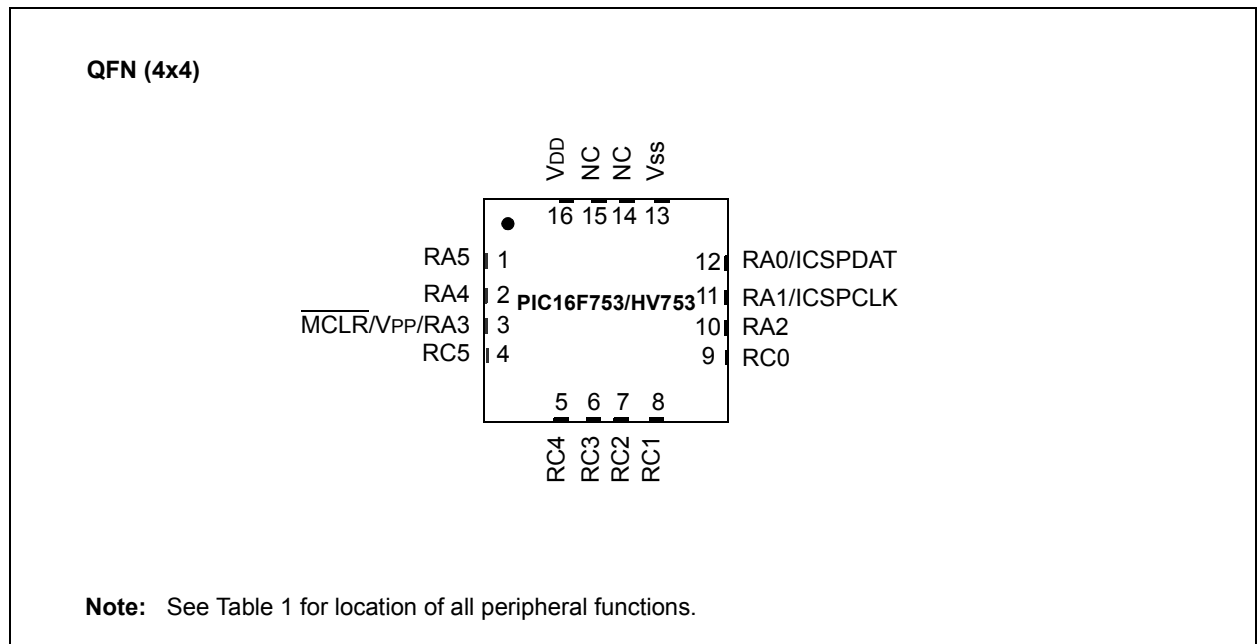 QFN (4x4)
VDD NC NC Vss
16 15 14 13
RA5 1 12 RA0/ICSPDAT
RA4 2 PIC16F753/HV753 11 RA1/ICSPCLK
MCLR/VPP/RA3 3 10 RA2
RC5 4 9 RC0
5 6 7 8
RC4 RC3 RC2 RC1
Note: See Table 1 for location of all peripheral functions.